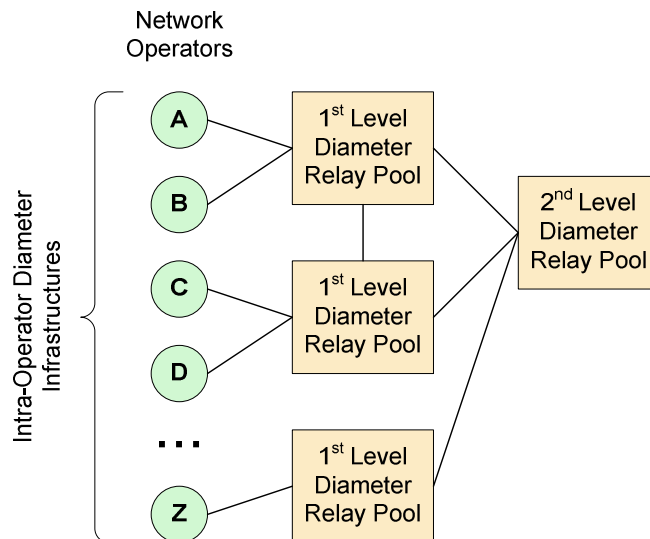 Network
Operators
A
B
C
D
...
Z
Intra-Operator Diameter
Infrastructures
1st Level
Diameter
Relay Pool
1st Level
Diameter
Relay Pool
1st Level
Diameter
Relay Pool
2nd Level
Diameter
Relay Pool